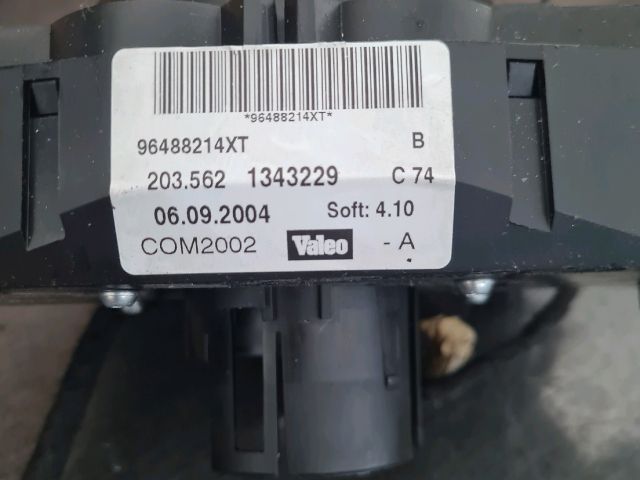 *96488214XT*
96488214XT B
203.562 1343229 C 74
06.09.2004 Soft: 4.10
COM2002 Valeo - A